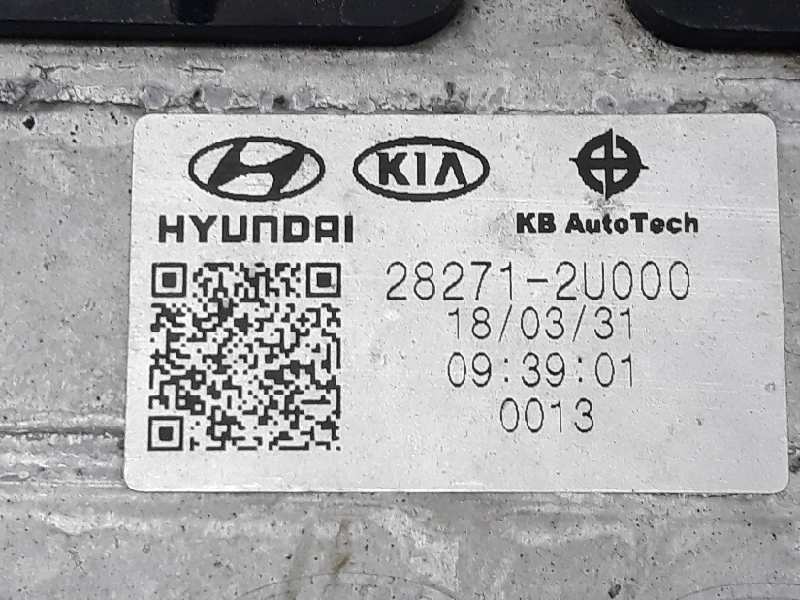 HYUNDAI
KIA
KB AutoTech
28271-2U000
18/03/31
09:39:01
0013